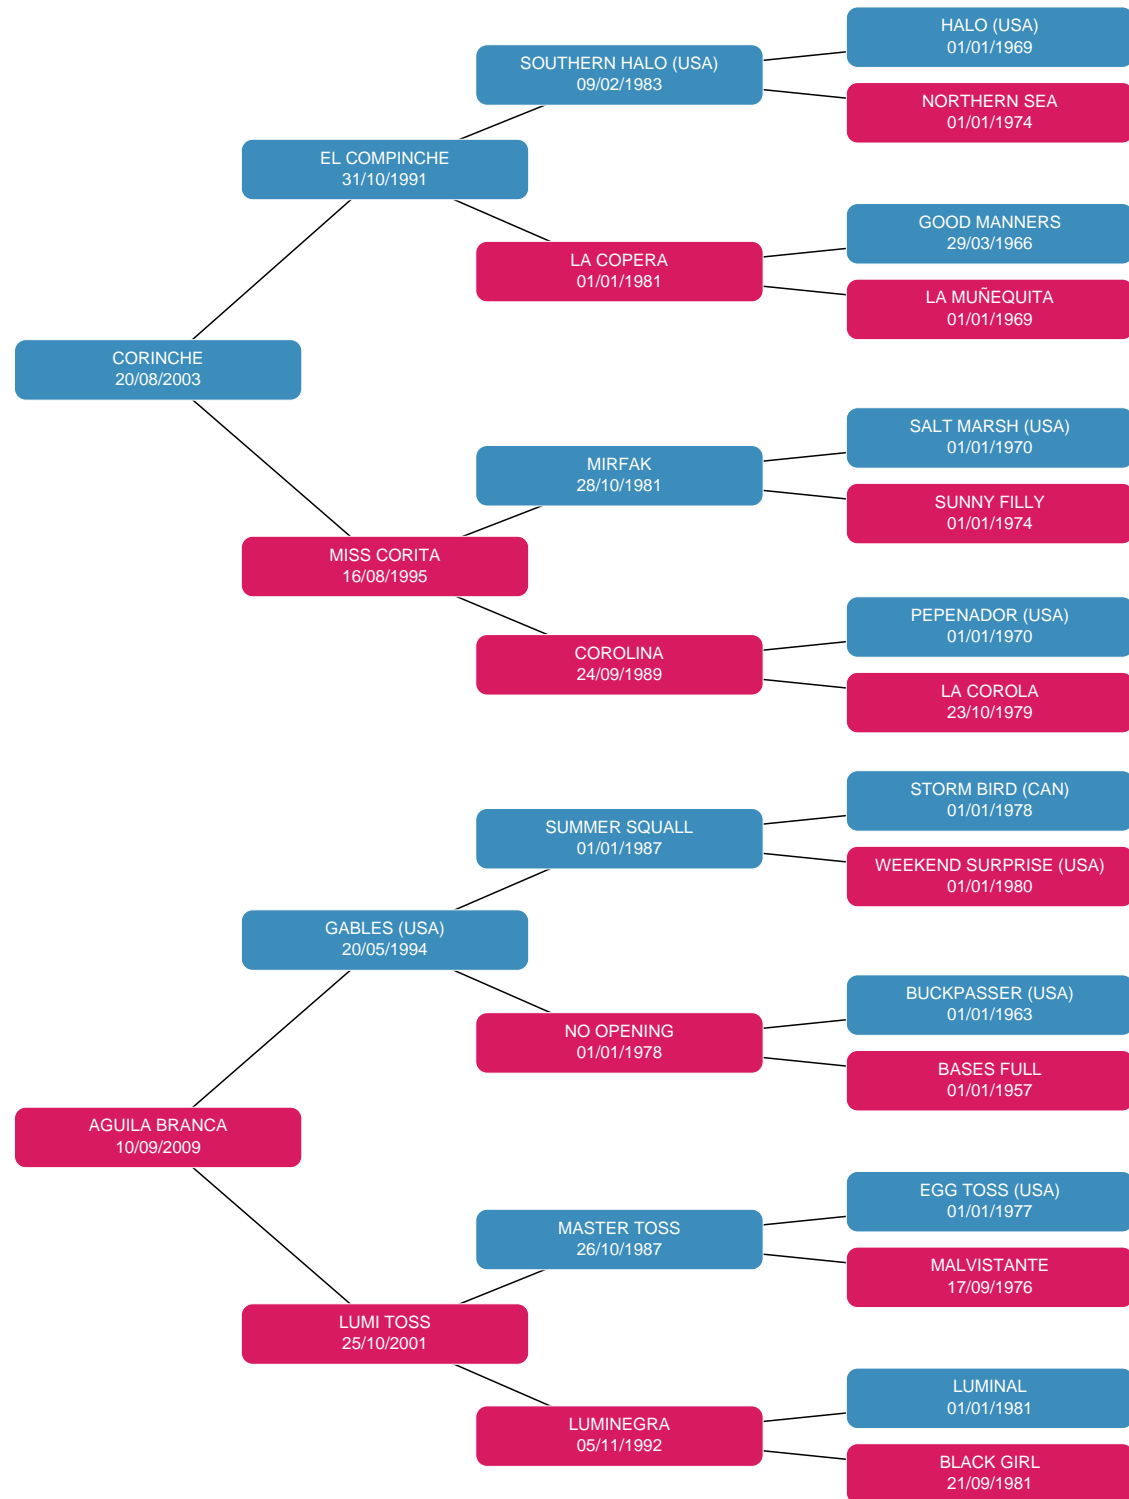 HALO (USA)
01/01/1969
SOUTHERN HALO (USA)
09/02/1983
NORTHERN SEA
01/01/1974
EL COMPINCHE
31/10/1991
GOOD MANNERS
29/03/1966
LA COPERA
01/01/1981
LA MUÑEQUITA
01/01/1969
CORINCHE
20/08/2003
SALT MARSH (USA)
01/01/1970
MIRFAK
28/10/1981
SUNNY FILLY
01/01/1974
MISS CORITA
16/08/1995
PEPENADOR (USA)
01/01/1970
COROLINA
24/09/1989
LA COROLA
23/10/1979
STORM BIRD (CAN)
01/01/1978
SUMMER SQUALL
01/01/1987
WEEKEND SURPRISE (USA)
01/01/1980
GABLES (USA)
20/05/1994
BUCKPASSER (USA)
01/01/1963
NO OPENING
01/01/1978
BASES FULL
01/01/1957
AGUILA BRANCA
10/09/2009
EGG TOSS (USA)
01/01/1977
MASTER TOSS
26/10/1987
MALVISTANTE
17/09/1976
LUMI TOSS
25/10/2001
LUMINAL
01/01/1981
LUMINEGRA
05/11/1992
BLACK GIRL
21/09/1981